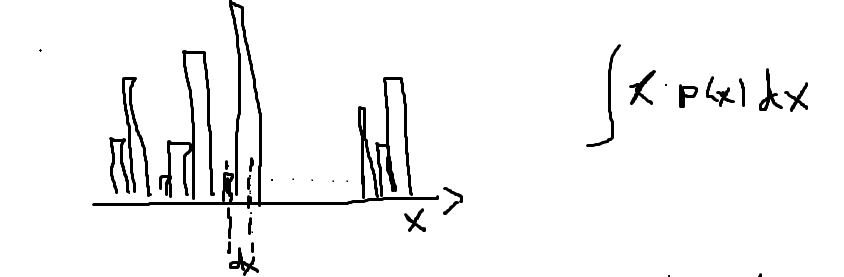 ∫ x · p(x) dx
x
dx